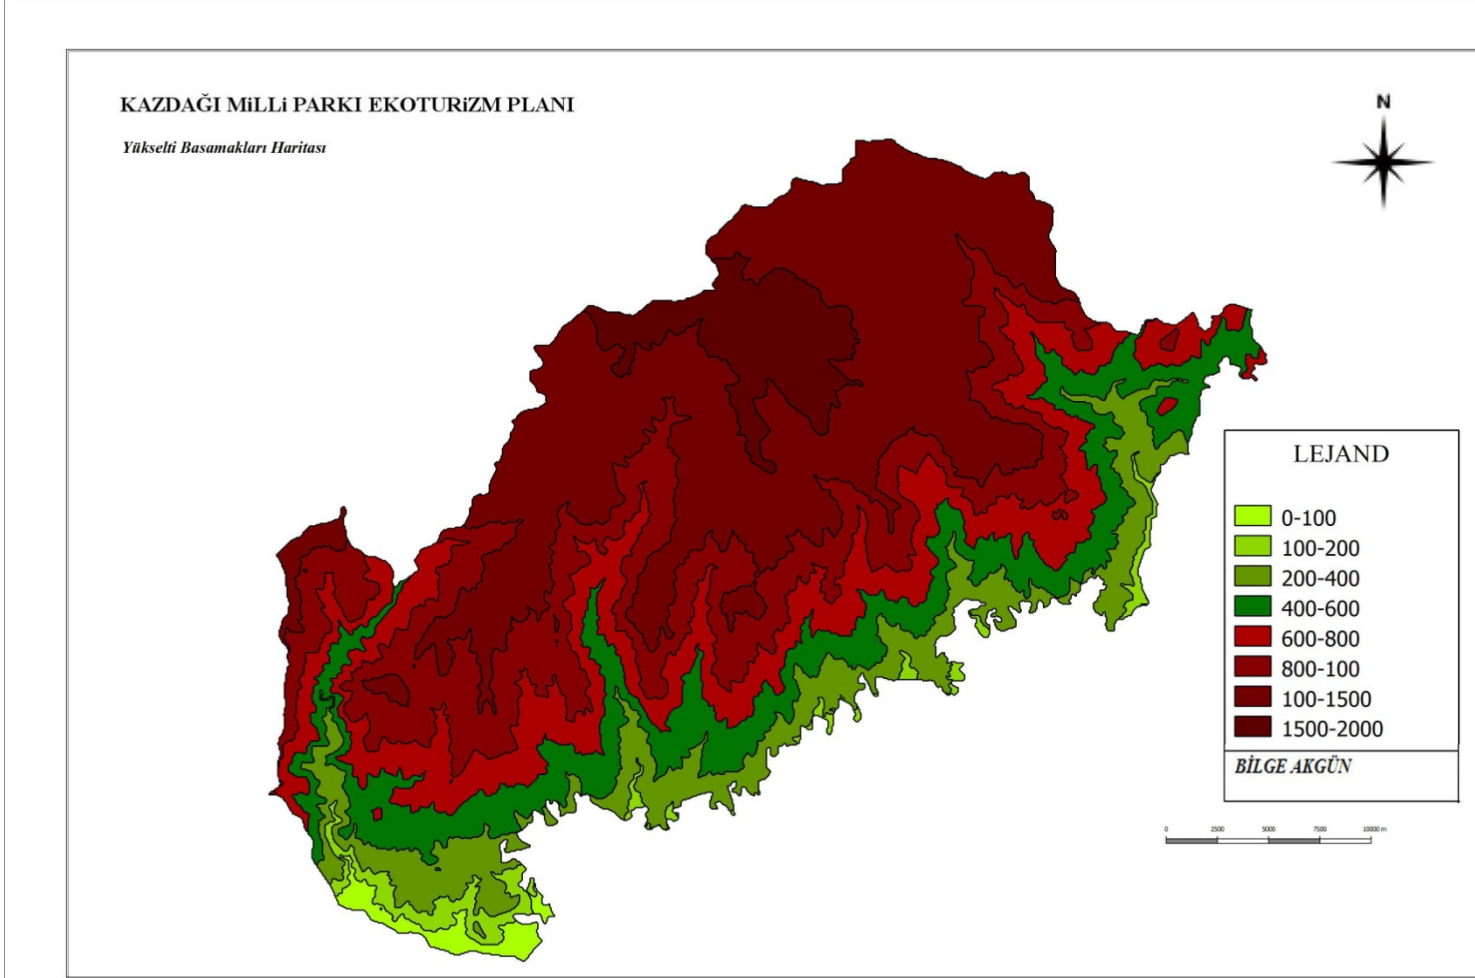 KAZDAĞI MiLLi PARKI EKOTURiZM PLANI
Yükselti Basamakları Haritası
N
LEJAND
0-100
100-200
200-400
400-600
600-800
800-100
100-1500
1500-2000
BİLGE AKGÜN
0 2500 5000 7500 10000 m